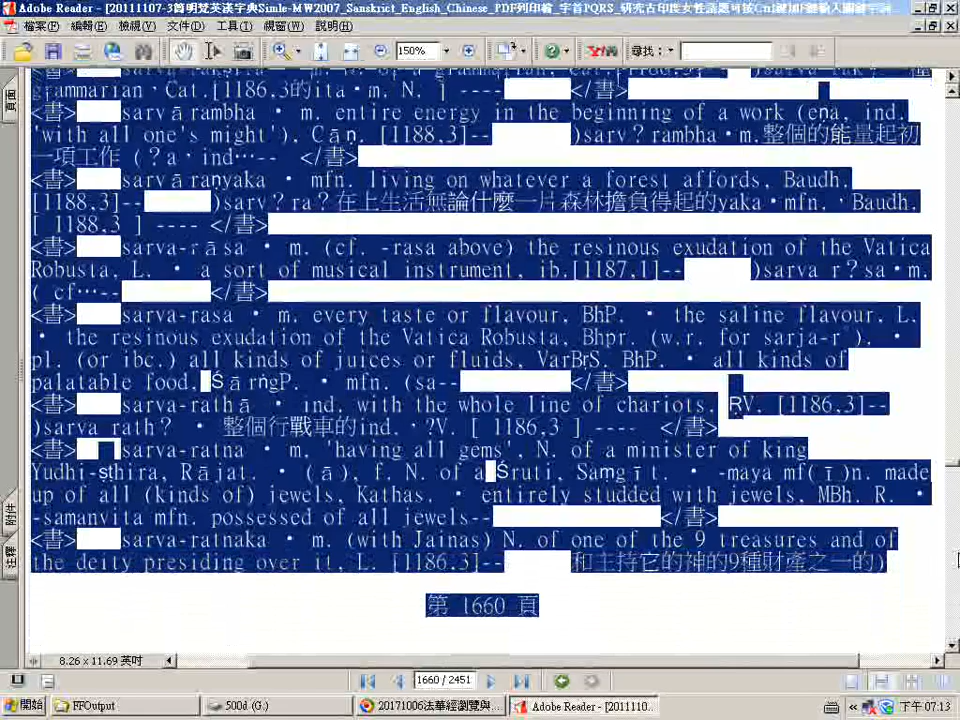 Adobe Reader - [20111107-3簡明梵英漢字典Simle-MW2007_Sanskrict_English_Chinese_PDF列印輸_字首PQRS_研究古印度女性請應可按Ctrl鍵加F鍵輸入關鍵字
檔案(F) 編輯(E) 檢視(V) 文件(D) 工具(T) 視窗(W) 說明(H)
150% 尋找：
grammarian，Cat.[1186,3的ita‧m. N. ] ---- </書>
<書> sarvārambha ‧ m. entire energy in the beginning of a work (ena, ind.
'with all one's might'), Cāṇ. [1188,3]-- )sarv？rambha‧m.整個的能量起初
一項工作 (？a，ind…-- </書>
<書> sarvāraṇyaka ‧ mfn. living on whatever a forest affords, Baudh.
[1188,3]-- )sarv？ra？在上生活無論什麼一片森林擔負得起的yaka‧mfn.，Baudh.
[ 1188,3 ] ---- </書>
<書> sarva-rāsa ‧ m. (cf. -rasa above) the resinous exudation of the Vatica
Robusta, L. ‧ a sort of musical instrument, ib.[1187,1]-- )sarva r？sa‧m.
( cf…-- </書>
<書> sarva-rasa ‧ m. every taste or flavour, BhP. ‧ the saline flavour, L.
‧ the resinous exudation of the Vatica Robusta, Bhpr. (w.r. for sarja-r°). ‧
pl. (or ibc.) all kinds of juices or fluids, VarBṛS. BhP. ‧ all kinds of
palatable food, ŚārṅgP. ‧ mfn. (sa-- </書>
<書> sarva-rathā ‧ ind. with the whole line of chariots, ṚV. [1186,3]--
)sarva rath？ ‧ 整個行戰車的ind.，?V. [ 1186,3 ] ---- </書>
<書> sarva-ratna ‧ m. 'having all gems', N. of a minister of king
Yudhi-ṣṭhira, Rājat. ‧ (ā), f. N. of a Śruti, Saṃgīt. ‧ -maya mf(ī)n. made
up of all (kinds of) jewels, Kathas. ‧ entirely studded with jewels, MBh. R. ‧
-samanvita mfn. possessed of all jewels-- </書>
<書> sarva-ratnaka ‧ m. (with Jainas) N. of one of the 9 treasures and of
the deity presiding over it, L. [1186,3]-- 和主持它的神的9種財產之一的)
第 1660 頁
頁面
附件
注釋
8.26 x 11.69 英吋
1660 / 2451
開始 FFOutput 500d (G:) 20171006法華經瀏覽與... Adobe Reader - [2011110... 下午 07:13